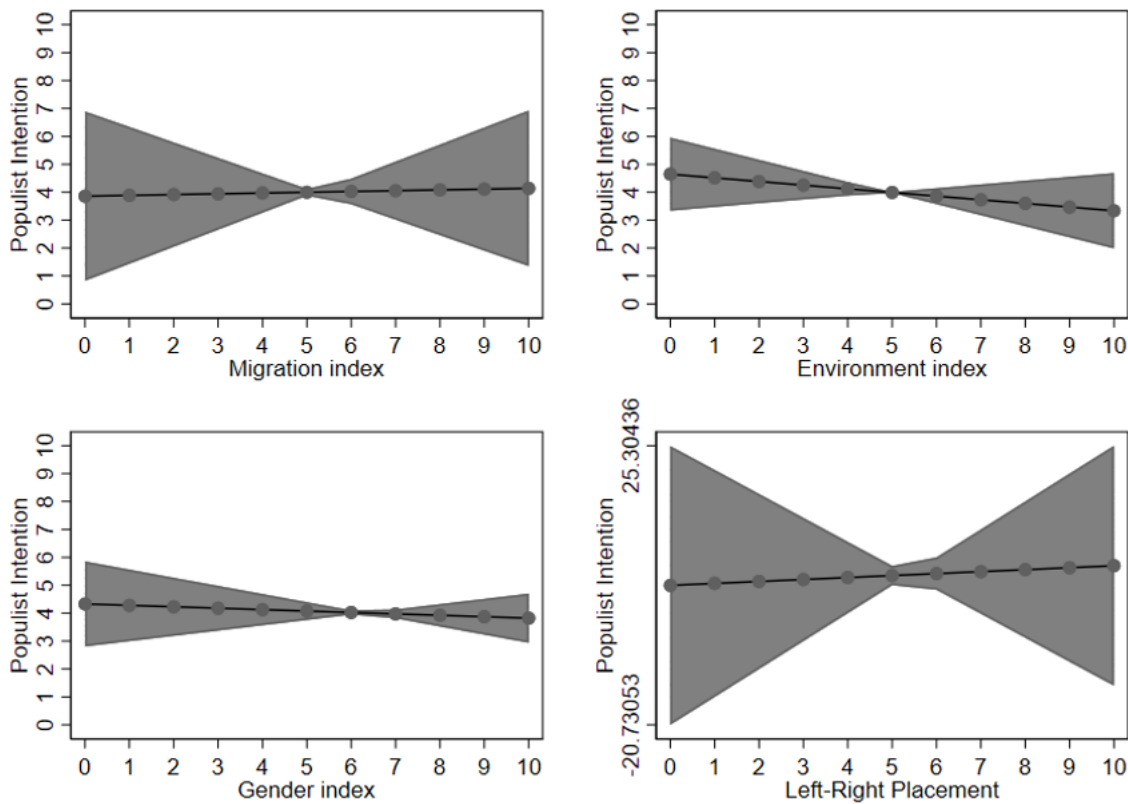 Populist Intention
0 1 2 3 4 5 6 7 8 9 10
0 1 2 3 4 5 6 7 8 9 10
Migration index
Populist Intention
0 1 2 3 4 5 6 7 8 9 10
0 1 2 3 4 5 6 7 8 9 10
Environment index
Populist Intention
0 1 2 3 4 5 6 7 8 9 10
0 1 2 3 4 5 6 7 8 9 10
Gender index
Populist Intention
-20.73053 25.30436
0 1 2 3 4 5 6 7 8 9 10
Left-Right Placement